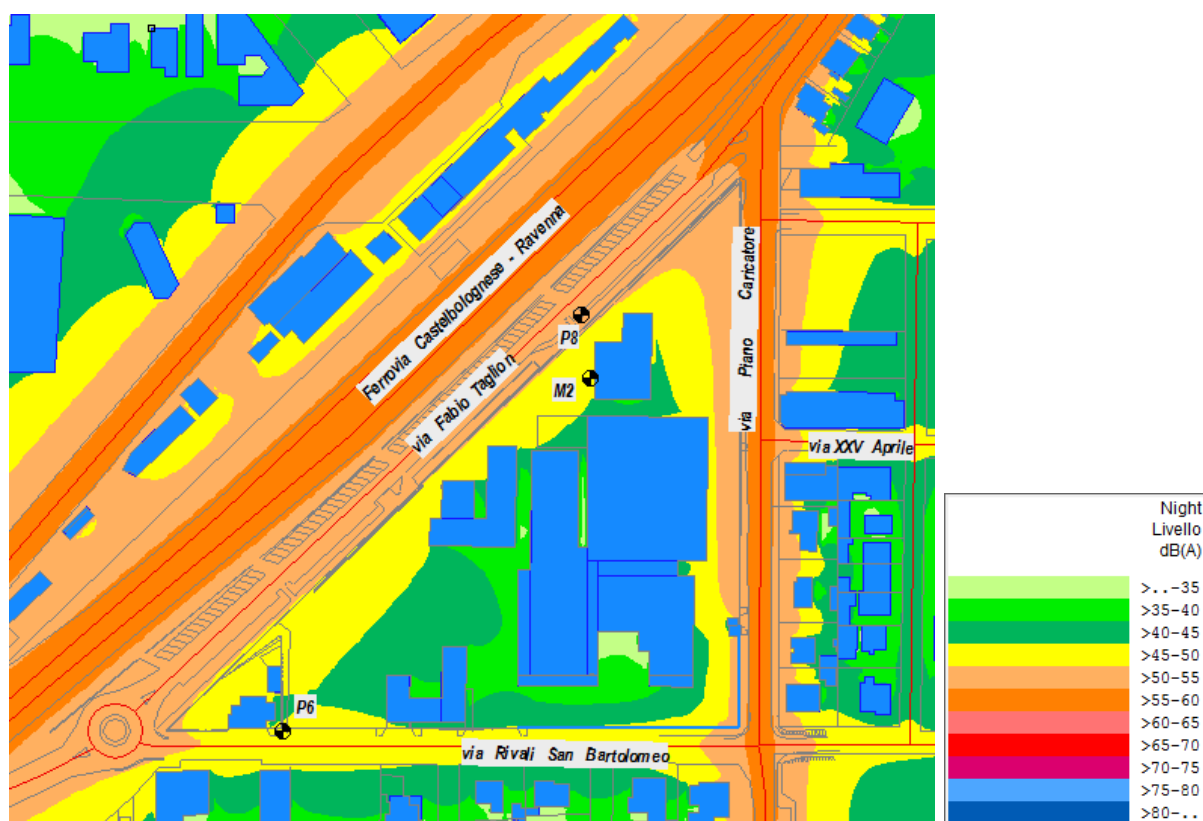 Ferrovia Castelbolognese - Ravenna
via Fabio Taglion
via Piano Caricatore
P8
M2
via XXV Aprile
P6
via Rivali San Bartolomeo
Night
Livello
dB(A)
>..-35
>35-40
>40-45
>45-50
>50-55
>55-60
>60-65
>65-70
>70-75
>75-80
>80-..